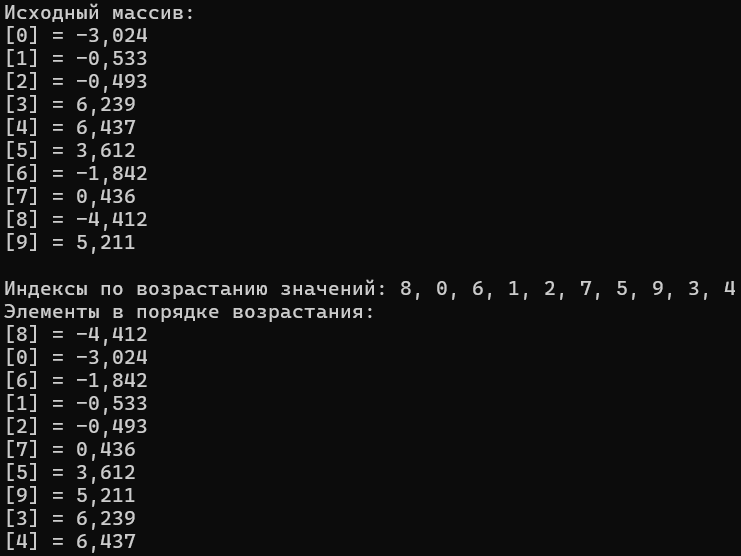 Исходный массив:
[0] = -3,024
[1] = -0,533
[2] = -0,493
[3] = 6,239
[4] = 6,437
[5] = 3,612
[6] = -1,842
[7] = 0,436
[8] = -4,412
[9] = 5,211
Индексы по возрастанию значений: 8, 0, 6, 1, 2, 7, 5, 9, 3, 4
Элементы в порядке возрастания:
[8] = -4,412
[0] = -3,024
[6] = -1,842
[1] = -0,533
[2] = -0,493
[7] = 0,436
[5] = 3,612
[9] = 5,211
[3] = 6,239
[4] = 6,437